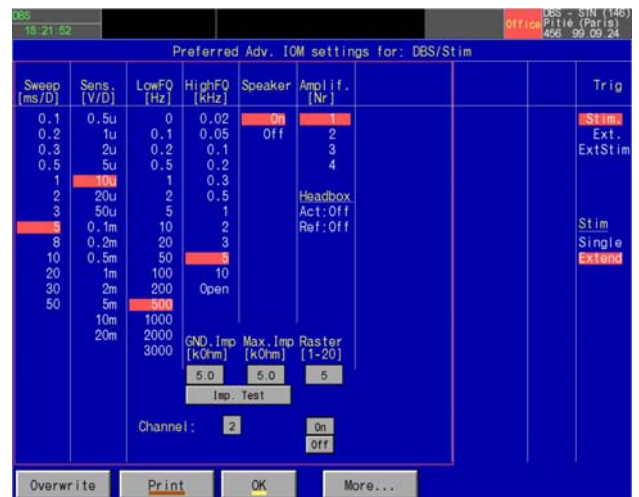 DBS
18:21:52
Office
DBS - STN (146)
Pitié (Paris)
456 99.09.24
Preferred Adv. IOM settings for: DBS/Stim
Sweep Sens. LowFQ HighFQ Speaker Amplif. Trig
[ms/D] [V/D] [Hz] [kHz] [Nr]
0.1 0.5u 0 0.02 On 1 Stim.
0.2 1u 0.1 0.05 Off 2 Ext.
0.3 2u 0.2 0.1 3 ExtStim
0.5 5u 0.5 0.2 4
1 10u 1 0.3
2 20u 2 0.5 Headbox
3 50u 5 1 Act:Off
5 0.1m 10 2 Ref:Off Stim
8 0.2m 20 3 Single
10 0.5m 50 5 Extend
20 1m 100 10
30 2m 200 Open
50 5m 500
10m 1000
20m 2000 GND.Imp Max.Imp Raster
3000 [kOhm] [kOhm] [1-20]
5.0 5.0 5
Imp. Test
Channel: 2 On
Off
Overwrite Print OK More...